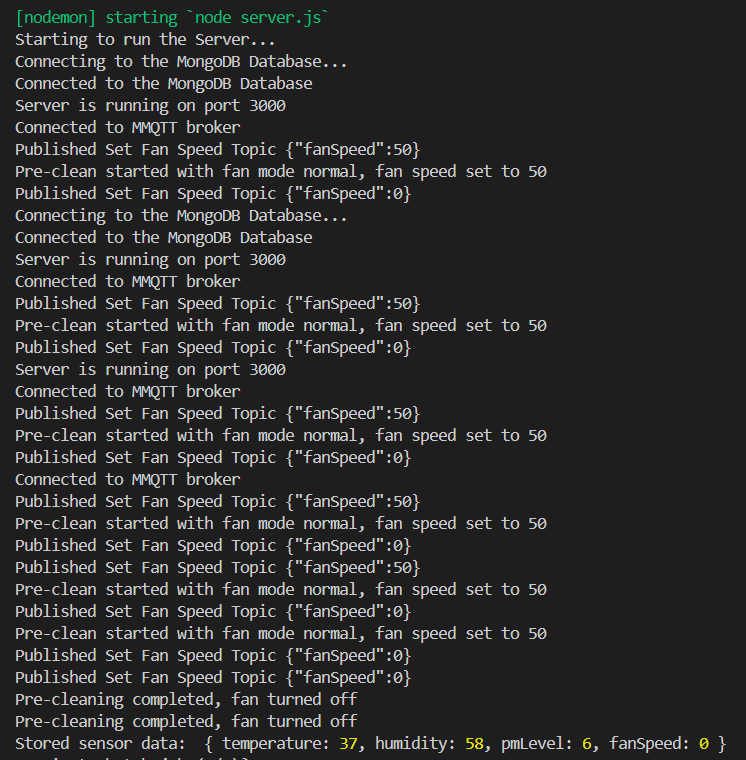 [nodemon] starting `node server.js`
Starting to run the Server...
Connecting to the MongoDB Database...
Connected to the MongoDB Database
Server is running on port 3000
Connected to MMQTT broker
Published Set Fan Speed Topic {"fanSpeed":50}
Pre-clean started with fan mode normal, fan speed set to 50
Published Set Fan Speed Topic {"fanSpeed":0}
Connecting to the MongoDB Database...
Connected to the MongoDB Database
Server is running on port 3000
Connected to MMQTT broker
Published Set Fan Speed Topic {"fanSpeed":50}
Pre-clean started with fan mode normal, fan speed set to 50
Published Set Fan Speed Topic {"fanSpeed":0}
Server is running on port 3000
Connected to MMQTT broker
Published Set Fan Speed Topic {"fanSpeed":50}
Pre-clean started with fan mode normal, fan speed set to 50
Published Set Fan Speed Topic {"fanSpeed":0}
Connected to MMQTT broker
Published Set Fan Speed Topic {"fanSpeed":50}
Pre-clean started with fan mode normal, fan speed set to 50
Published Set Fan Speed Topic {"fanSpeed":0}
Published Set Fan Speed Topic {"fanSpeed":50}
Pre-clean started with fan mode normal, fan speed set to 50
Published Set Fan Speed Topic {"fanSpeed":0}
Pre-clean started with fan mode normal, fan speed set to 50
Published Set Fan Speed Topic {"fanSpeed":0}
Published Set Fan Speed Topic {"fanSpeed":0}
Pre-cleaning completed, fan turned off
Pre-cleaning completed, fan turned off
Stored sensor data:  { temperature: 37, humidity: 58, pmLevel: 6, fanSpeed: 0 }